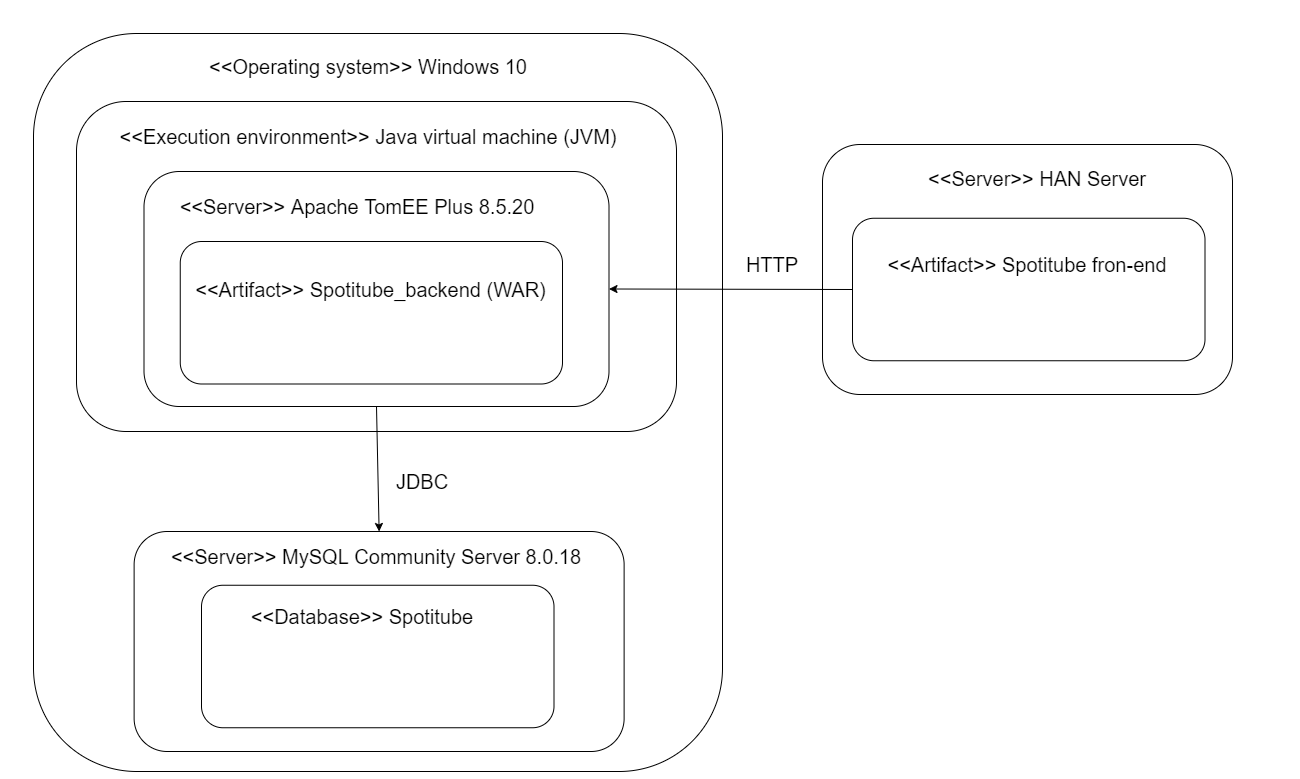 <<Operating system>> Windows 10
<<Execution environment>> Java virtual machine (JVM)
<<Server>> Apache TomEE Plus 8.5.20
<<Artifact>> Spotitube_backend (WAR)
HTTP
<<Server>> HAN Server
<<Artifact>> Spotitube fron-end
JDBC
<<Server>> MySQL Community Server 8.0.18
<<Database>> Spotitube